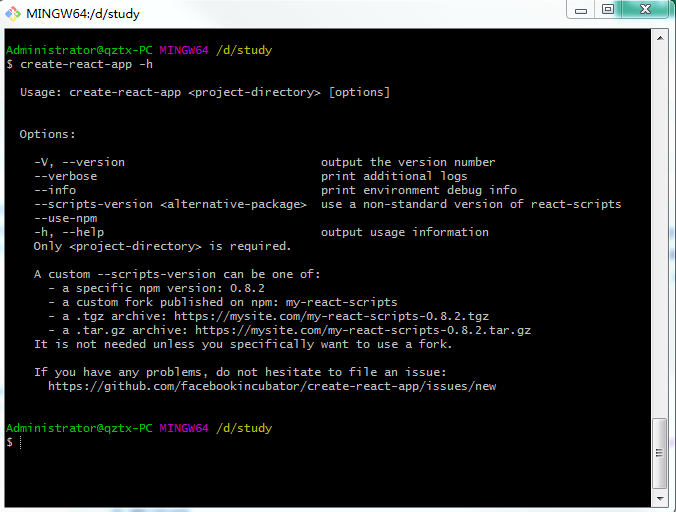 MINGW64:/d/study
Administrator@qztx-PC MINGW64 /d/study
$ create-react-app -h
Usage: create-react-app <project-directory> [options]
Options:
-V, --version output the version number
--verbose print additional logs
--info print environment debug info
--scripts-version <alternative-package> use a non-standard version of react-scripts
--use-npm
-h, --help output usage information
Only <project-directory> is required.
A custom --scripts-version can be one of:
- a specific npm version: 0.8.2
- a custom fork published on npm: my-react-scripts
- a .tgz archive: https://mysite.com/my-react-scripts-0.8.2.tgz
- a .tar.gz archive: https://mysite.com/my-react-scripts-0.8.2.tar.gz
It is not needed unless you specifically want to use a fork.
If you have any problems, do not hesitate to file an issue:
https://github.com/facebookincubator/create-react-app/issues/new
Administrator@qztx-PC MINGW64 /d/study
$